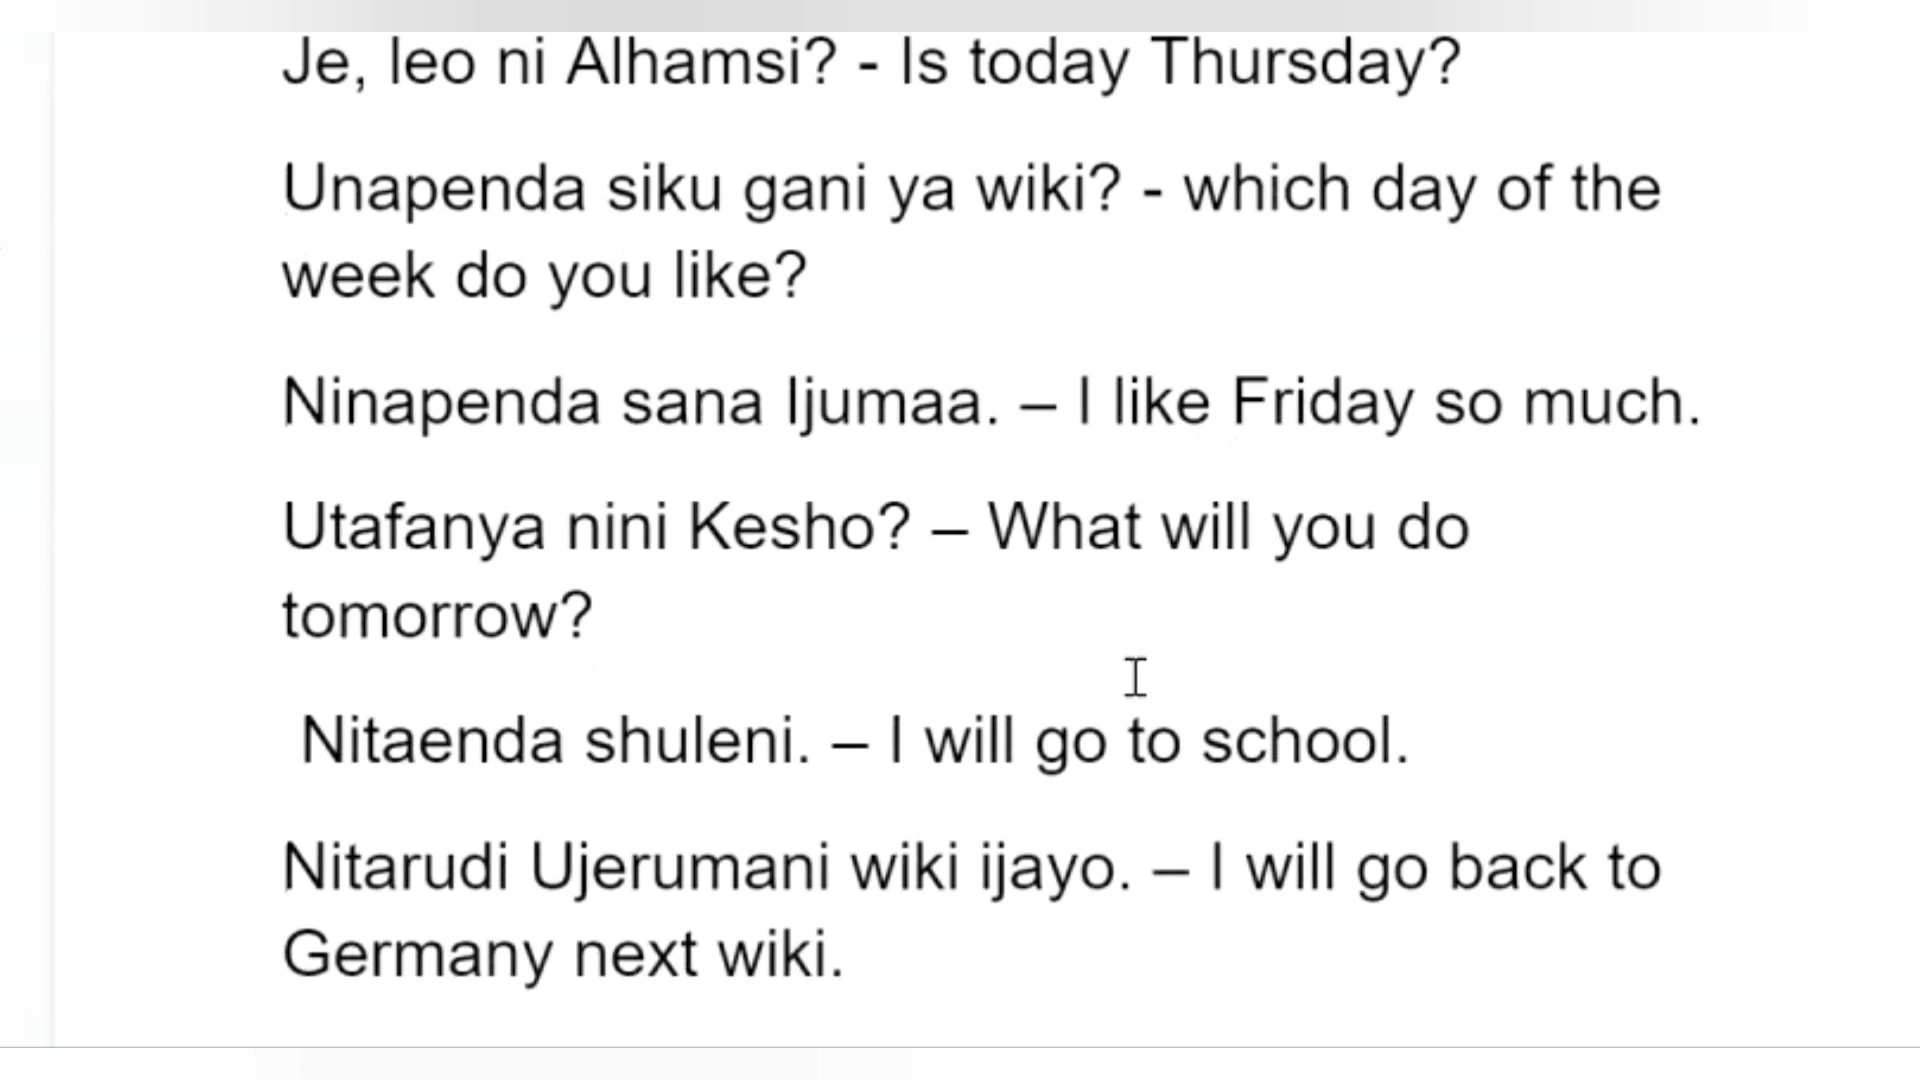 Je, leo ni Alhamsi? - Is today Thursday?
Unapenda siku gani ya wiki? - which day of the
week do you like?
Ninapenda sana Ijumaa. – I like Friday so much.
Utafanya nini Kesho? – What will you do
tomorrow?
Nitaenda shuleni. – I will go to school.
Nitarudi Ujerumani wiki ijayo. – I will go back to
Germany next wiki.